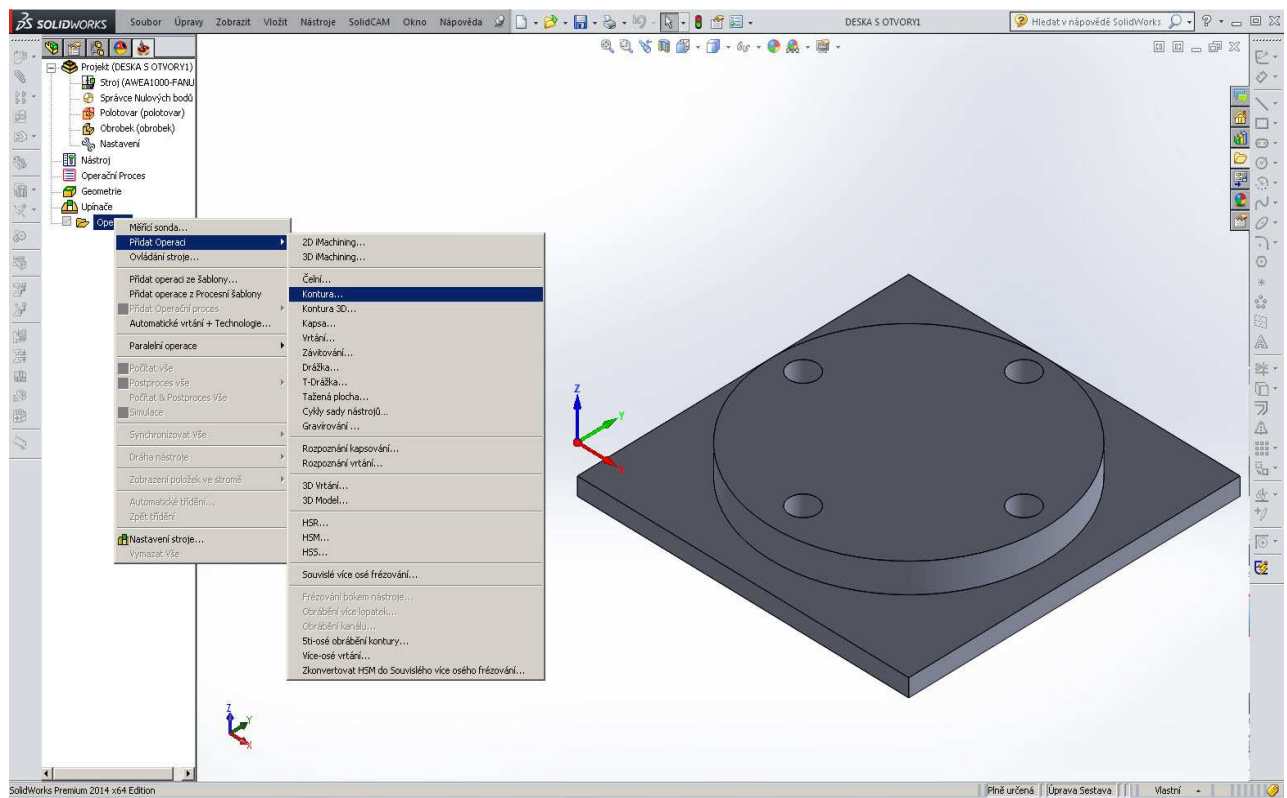 SOLIDWORKS Soubor Úpravy Zobrazit Vložit Nástroje SolidCAM Okno Nápověda DESKA S OTVORY1 Hledat v nápovědě SolidWorks
Projekt (DESKA S OTVORY1)
Stroj (AWEA1000-FANU
Správce Nulových bodů
Polotovar (polotovar)
Obrobek (obrobek)
Nastavení
Nástroj
Operační Proces
Geometrie
Upínače
Ope
Měřící sonda...
Přidat Operaci
Ovládání stroje...
Přidat operaci ze šablony...
Přidat operace z Procesní šablony
Přidat Operační proces
Automatické vrtání + Technologie...
Paralelní operace
Počítat vše
Postproces vše
Počítat & Postproces Vše
Simulace
Synchronizovat Vše
Dráha nástroje
Zobrazení položek ve stromě
Automatické třídění...
Zpět třídění
Nastavení stroje...
Vymazat Vše
2D iMachining...
3D iMachining...
Čelní...
Kontura...
Kontura 3D...
Kapsa...
Vrtání...
Závitování...
Drážka...
T-Drážka...
Tažená plocha...
Cykly sady nástrojů...
Gravírování ...
Rozpoznání kapsování...
Rozpoznání vrtání...
3D Vrtání...
3D Model...
HSR...
HSM...
HSS...
Souvislé více osé frézování...
Frézování bokem nástroje...
Obrábění více lopatek...
Obrábění kanálu...
5ti-osé obrábění kontury...
Více-osé vrtání...
Zkonvertovat HSM do Souvislého více osého frézování...
Z
Y
X
Z
Y
X
SolidWorks Premium 2014 x64 Edition Plně určená Úprava Sestava Vlastní